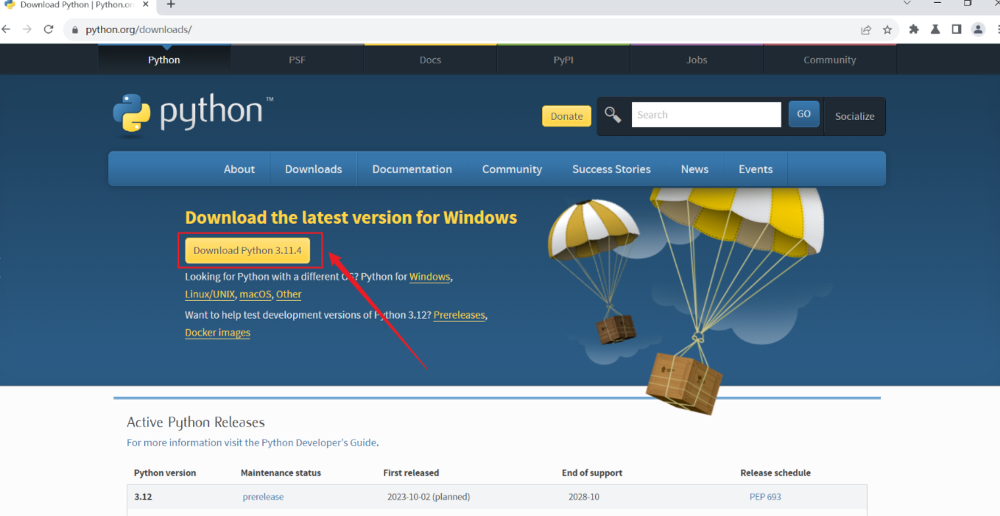 Download Python | Python.or
python.org/downloads/
Python PSF Docs PyPI Jobs Community
python™
Donate Search GO Socialize
About Downloads Documentation Community Success Stories News Events
Download the latest version for Windows
Download Python 3.11.4
Looking for Python with a different OS? Python for Windows,
Linux/UNIX, macOS, Other
Want to help test development versions of Python 3.12? Prereleases,
Docker images
Active Python Releases
For more information visit the Python Developer's Guide.
Python version Maintenance status First released End of support Release schedule
3.12 prerelease 2023-10-02 (planned) 2028-10 PEP 693